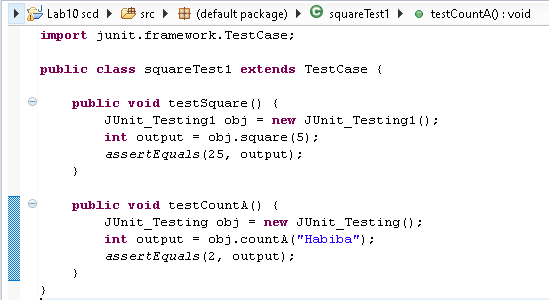 Lab10 scd src (default package) squareTest1 testCountA() : void
import junit.framework.TestCase;
public class squareTest1 extends TestCase {
public void testSquare() {
JUnit_Testing1 obj = new JUnit_Testing1();
int output = obj.square(5);
assertEquals(25, output);
}
public void testCountA() {
JUnit_Testing obj = new JUnit_Testing();
int output = obj.countA("Habiba");
assertEquals(2, output);
}
}